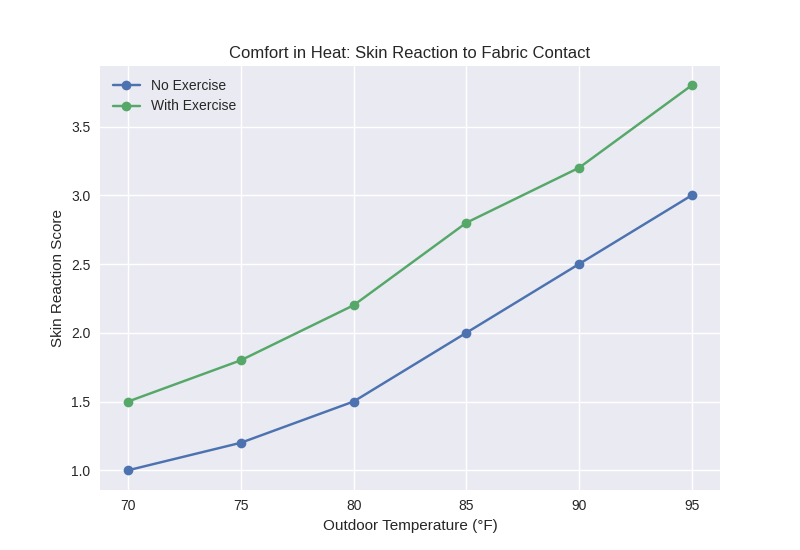 Comfort in Heat: Skin Reaction to Fabric Contact
No Exercise
With Exercise
Skin Reaction Score
3.5
3.0
2.5
2.0
1.5
1.0
70 75 80 85 90 95
Outdoor Temperature (°F)